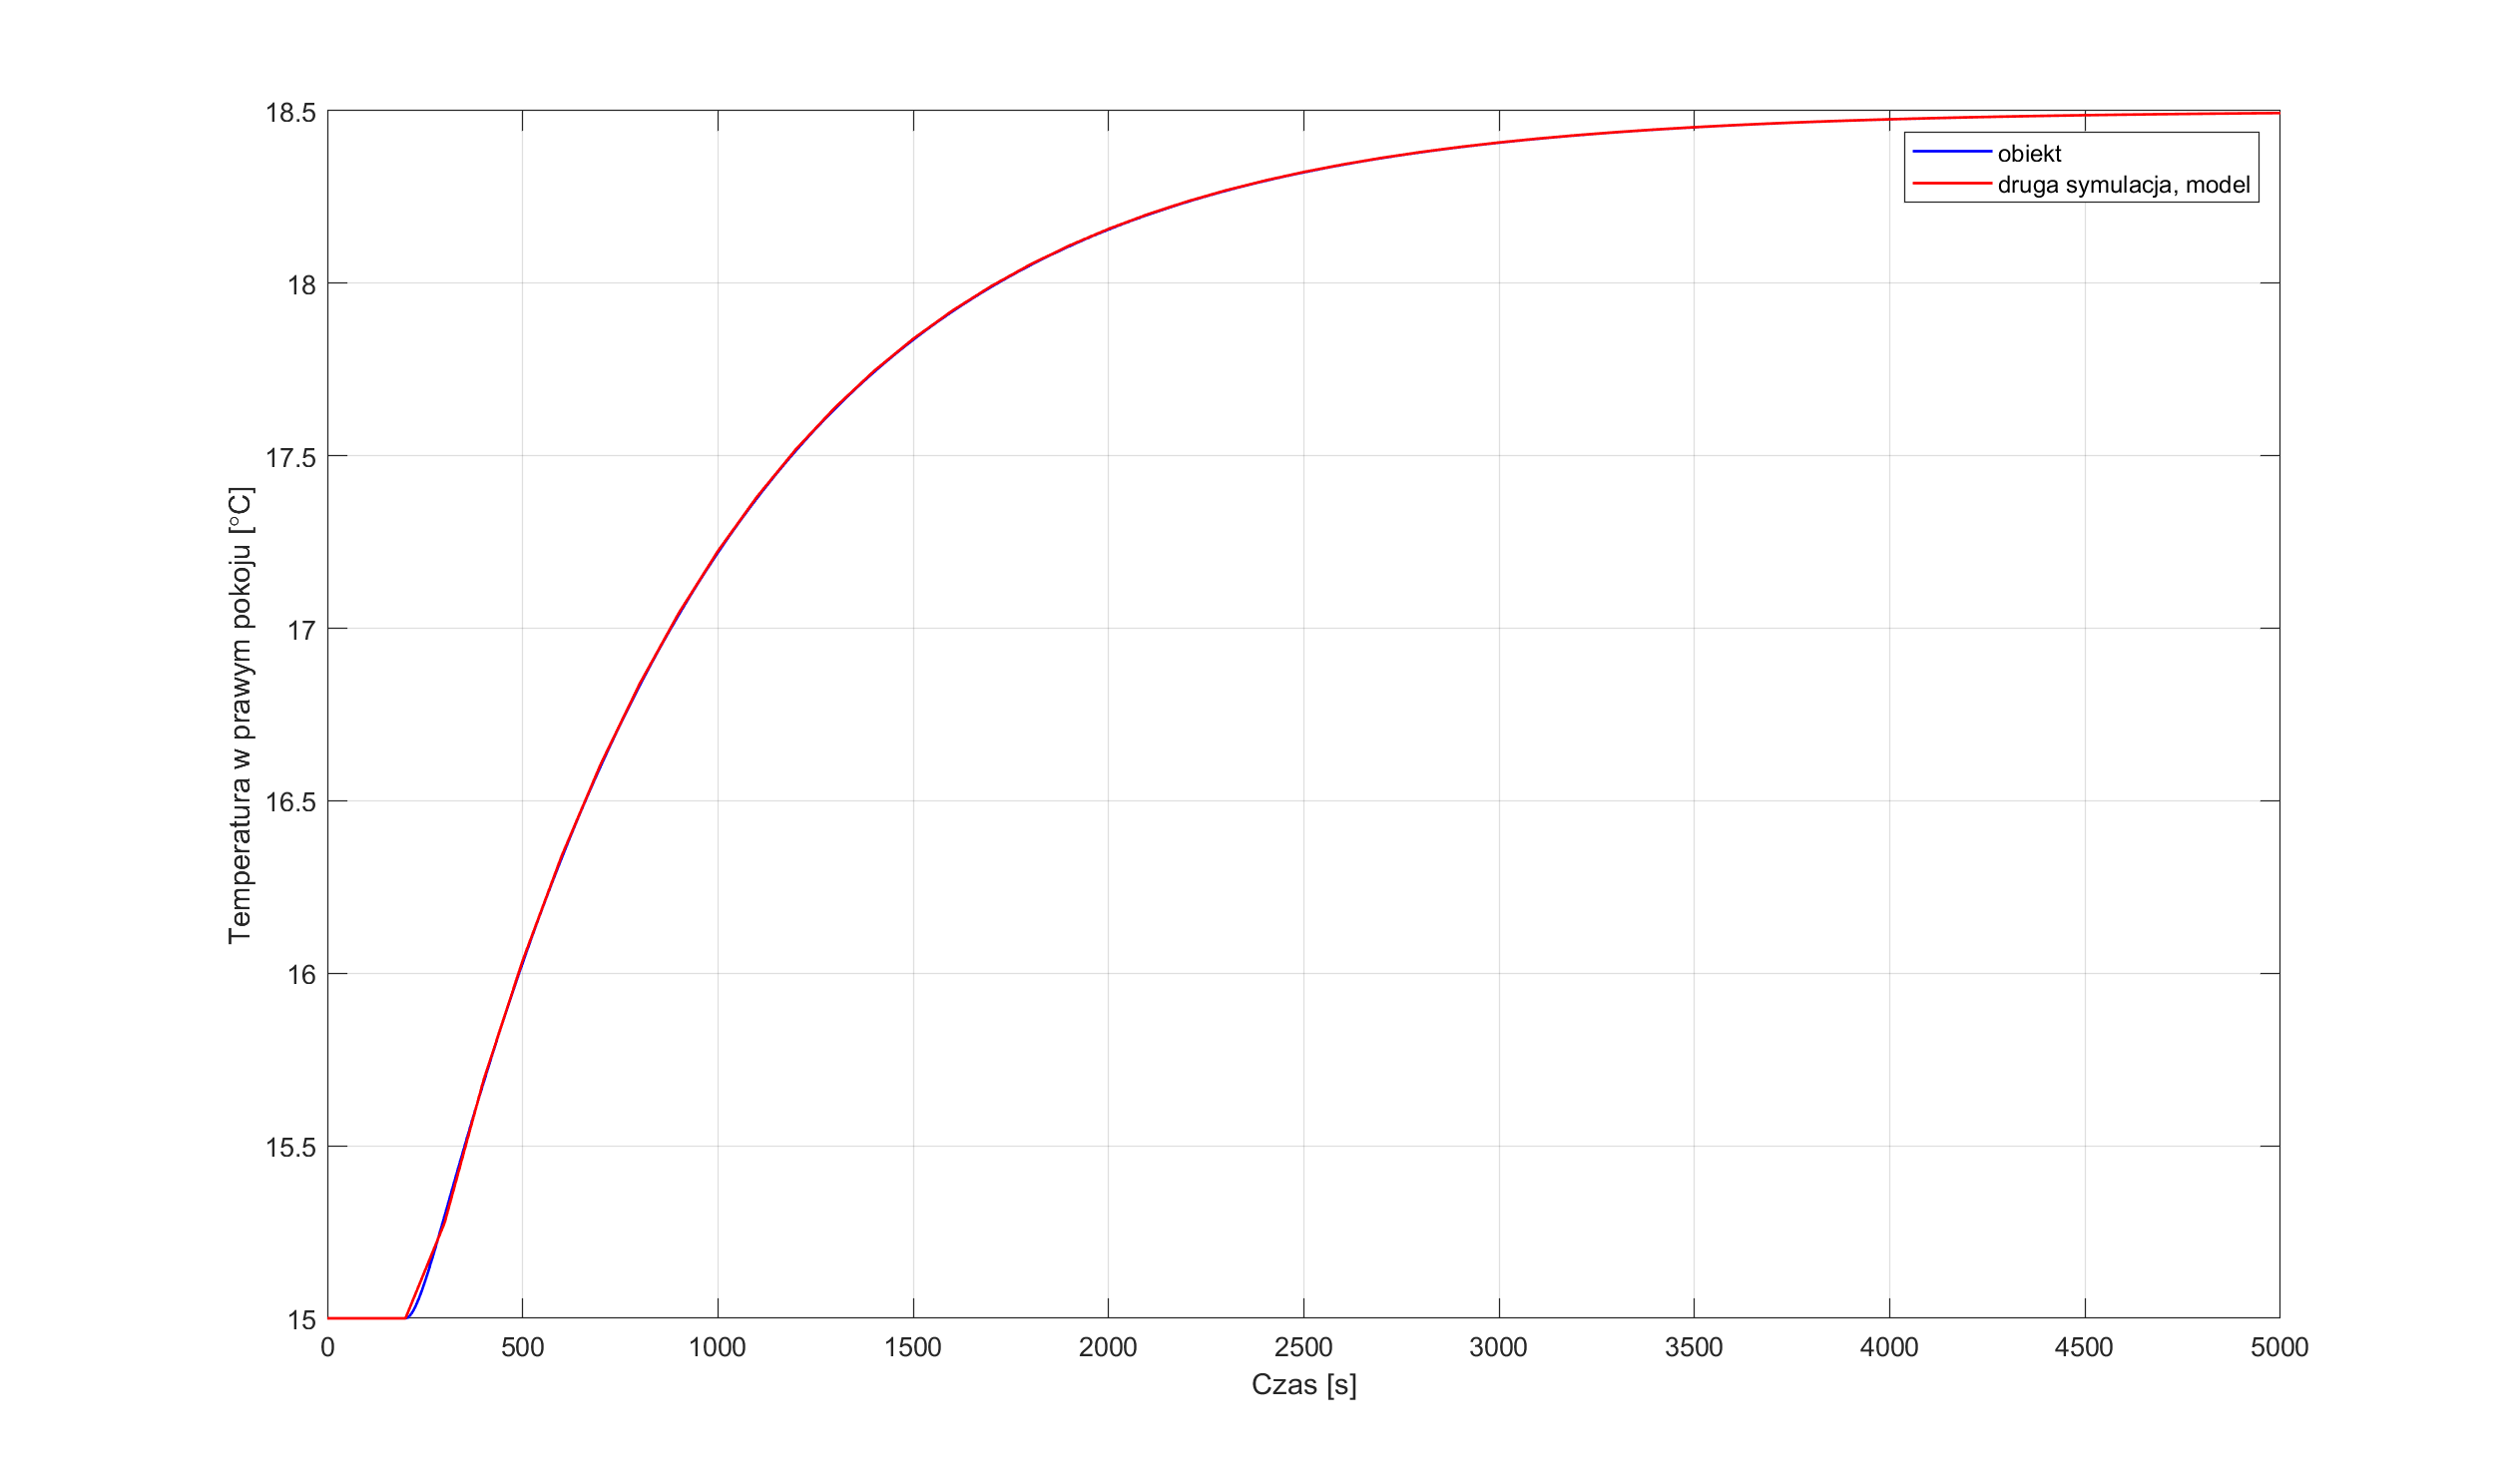 18.5
18
17.5
17
16.5
16
15.5
15
0 500 1000 1500 2000 2500 3000 3500 4000 4500 5000
Czas [s]
Temperatura w prawym pokoju [°C]
obiekt
druga symulacja, model